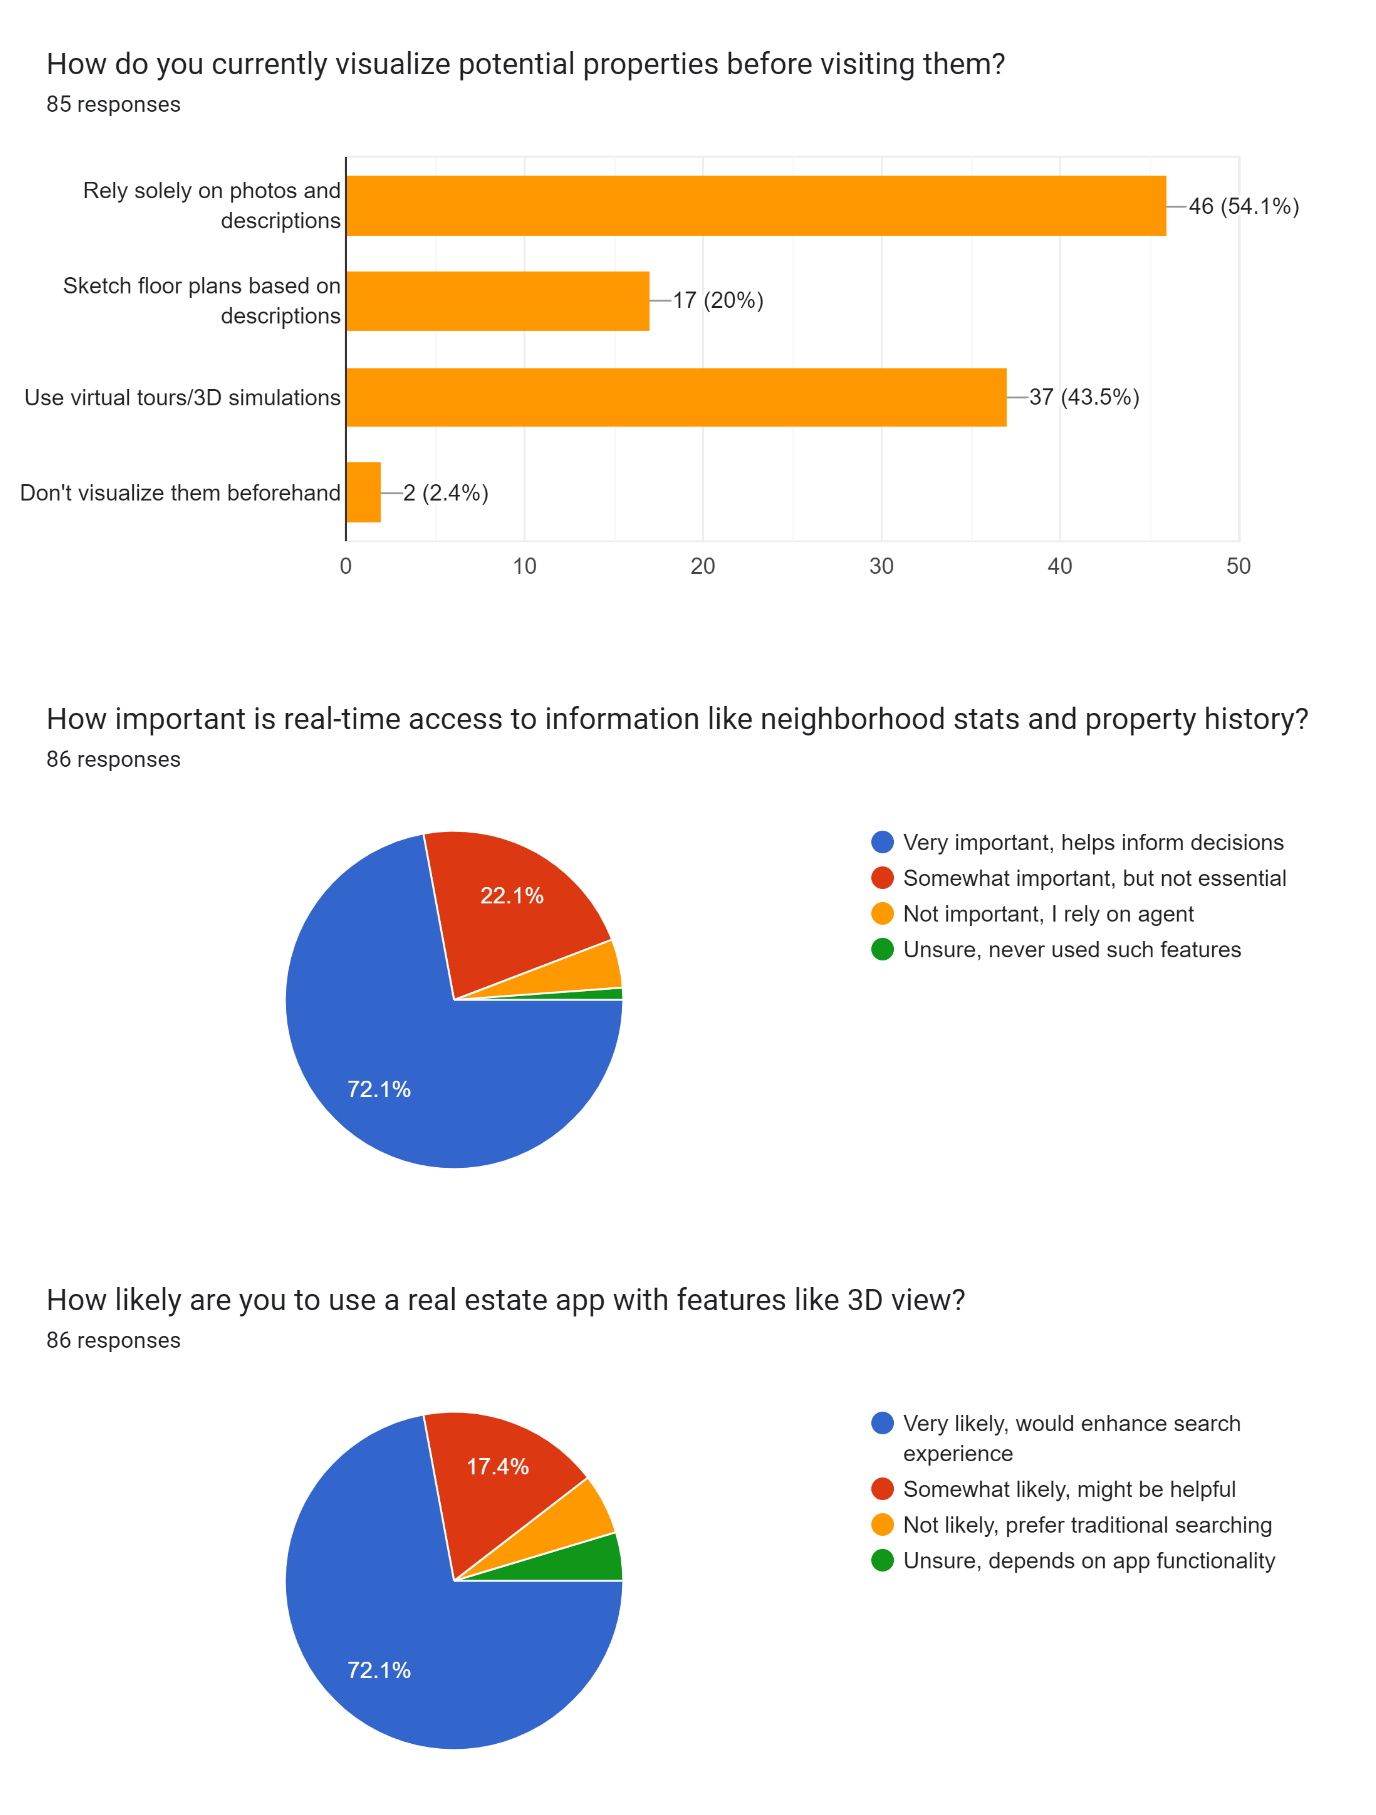 How do you currently visualize potential properties before visiting them?
85 responses
Rely solely on photos and
descriptions
46 (54.1%)
Sketch floor plans based on
descriptions
17 (20%)
Use virtual tours/3D simulations
37 (43.5%)
Don't visualize them beforehand
2 (2.4%)
0 10 20 30 40 50
How important is real-time access to information like neighborhood stats and property history?
86 responses
Very important, helps inform decisions
Somewhat important, but not essential
Not important, I rely on agent
Unsure, never used such features
22.1%
72.1%
How likely are you to use a real estate app with features like 3D view?
86 responses
Very likely, would enhance search
experience
Somewhat likely, might be helpful
Not likely, prefer traditional searching
Unsure, depends on app functionality
17.4%
72.1%